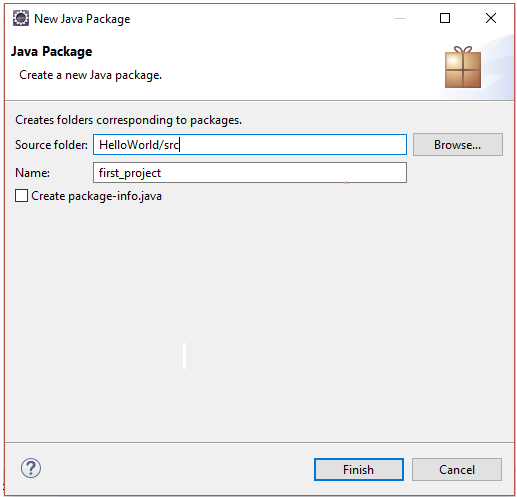 New Java Package
Java Package
Create a new Java package.
Creates folders corresponding to packages.
Source folder: HelloWorld/src Browse...
Name: first_project
Create package-info.java
? Finish Cancel